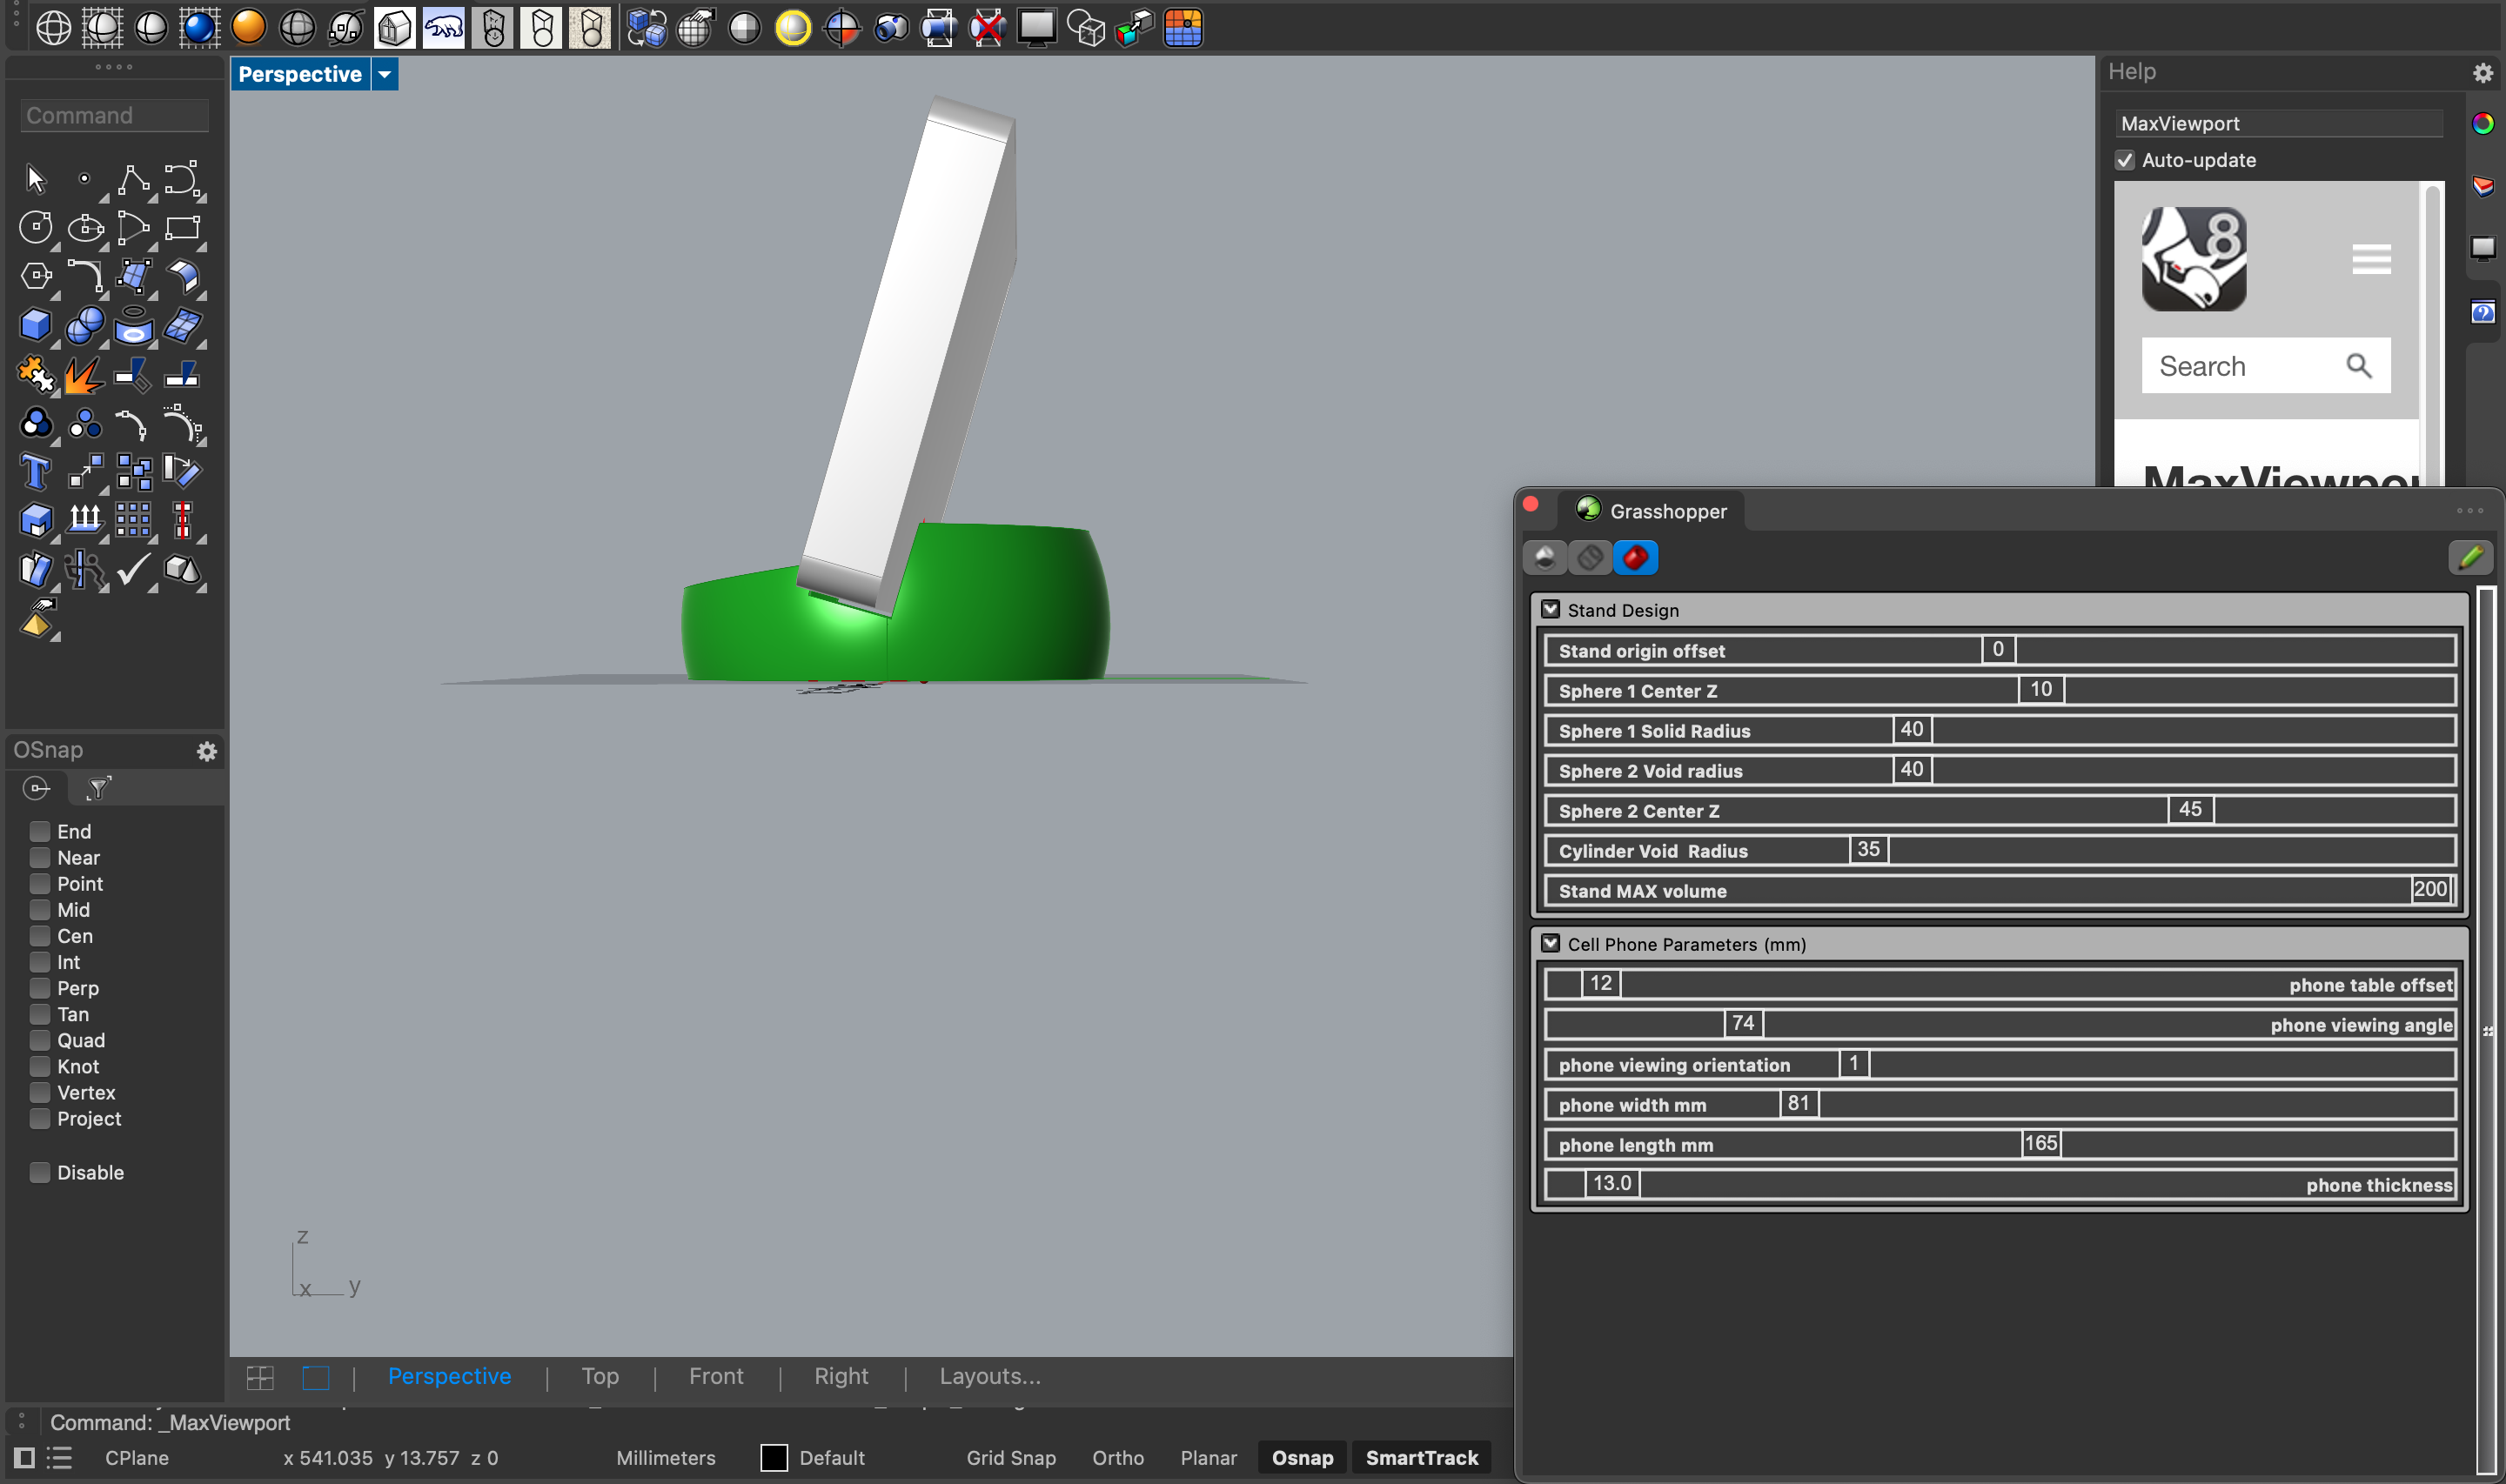 Perspective
Help
Command
MaxViewport
Auto-update
8
Search
MaxViewpor
Grasshopper
Stand Design
Stand origin offset 0
Sphere 1 Center Z 10
Sphere 1 Solid Radius 40
Sphere 2 Void radius 40
Sphere 2 Center Z 45
Cylinder Void Radius 35
Stand MAX volume 200
Cell Phone Parameters (mm)
12 phone table offset
74 phone viewing angle
phone viewing orientation 1
phone width mm 81
phone length mm 165
13.0 phone thickness
OSnap
End
Near
Point
Mid
Cen
Int
Perp
Tan
Quad
Knot
Vertex
Project
Disable
z
x y
Perspective | Top | Front | Right | Layouts...
Command: _MaxViewport
CPlane x 541.035 y 13.757 z 0 Millimeters Default Grid Snap Ortho Planar Osnap SmartTrack